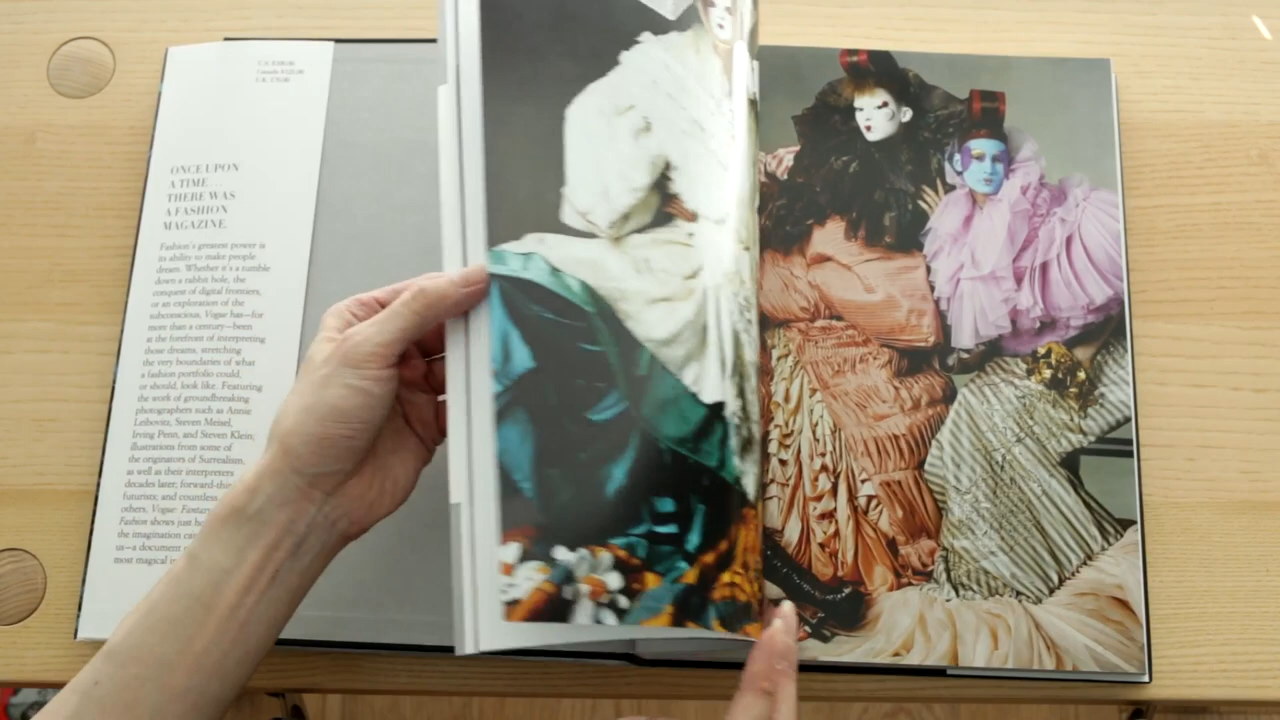 ONCE UPON
A TIME . . .
THERE WAS
A FASHION
MAGAZINE.
Fashion's greatest power is
its ability to make people
dream. Whether it's a tumble
down a rabbit hole, the
conquest of digital frontiers,
or an exploration of the
subconscious, Vogue has—for
more than a century—been
at the forefront of interpreting
those dreams, stretching
the very boundaries of what
a fashion portfolio could,
or should, look like. Featuring
the work of groundbreaking
photographers such as Annie
Leibovitz, Steven Meisel,
Irving Penn, and Steven Klein;
illustrations from some of
the originators of Surrealism,
as well as their interpreters
decades later; forward-thin
futurists; and countless
others, Vogue: Fantasy
Fashion shows just ho
the imagination ca
us—a document
most magical i